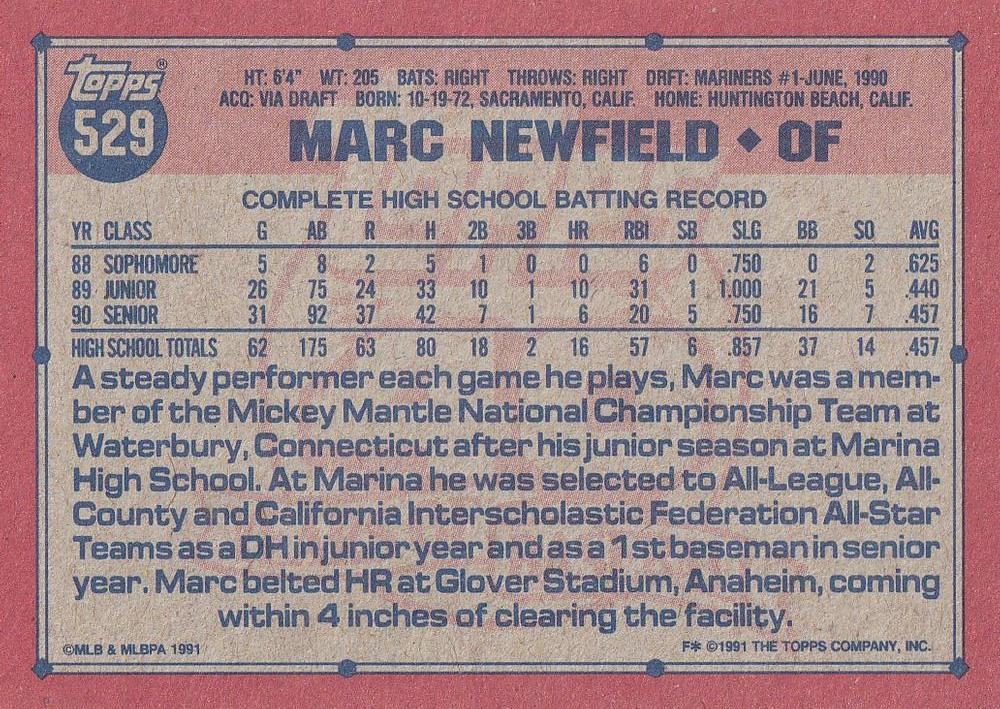 topps®
529
HT: 6'4" WT: 205 BATS: RIGHT THROWS: RIGHT DRFT: MARINERS #1-JUNE, 1990
ACQ: VIA DRAFT BORN: 10-19-72, SACRAMENTO, CALIF. HOME: HUNTINGTON BEACH, CALIF.
MARC NEWFIELD ◆ OF
COMPLETE HIGH SCHOOL BATTING RECORD
YR CLASS G AB R H 2B 3B HR RBI SB SLG BB SO AVG
88 SOPHOMORE 5 8 2 5 1 0 0 6 0 .750 0 2 .625
89 JUNIOR 26 75 24 33 10 1 10 31 1 1.000 21 5 .440
90 SENIOR 31 92 37 42 7 1 6 20 5 .750 16 7 .457
HIGH SCHOOL TOTALS 62 175 63 80 18 2 16 57 6 .857 37 14 .457
A steady performer each game he plays, Marc was a mem-
ber of the Mickey Mantle National Championship Team at
Waterbury, Connecticut after his junior season at Marina
High School. At Marina he was selected to All-League, All-
County and California Interscholastic Federation All-Star
Teams as a DH in junior year and as a 1st baseman in senior
year. Marc belted HR at Glover Stadium, Anaheim, coming
within 4 inches of clearing the facility.
©MLB & MLBPA 1991
F✻ ©1991 THE TOPPS COMPANY, INC.